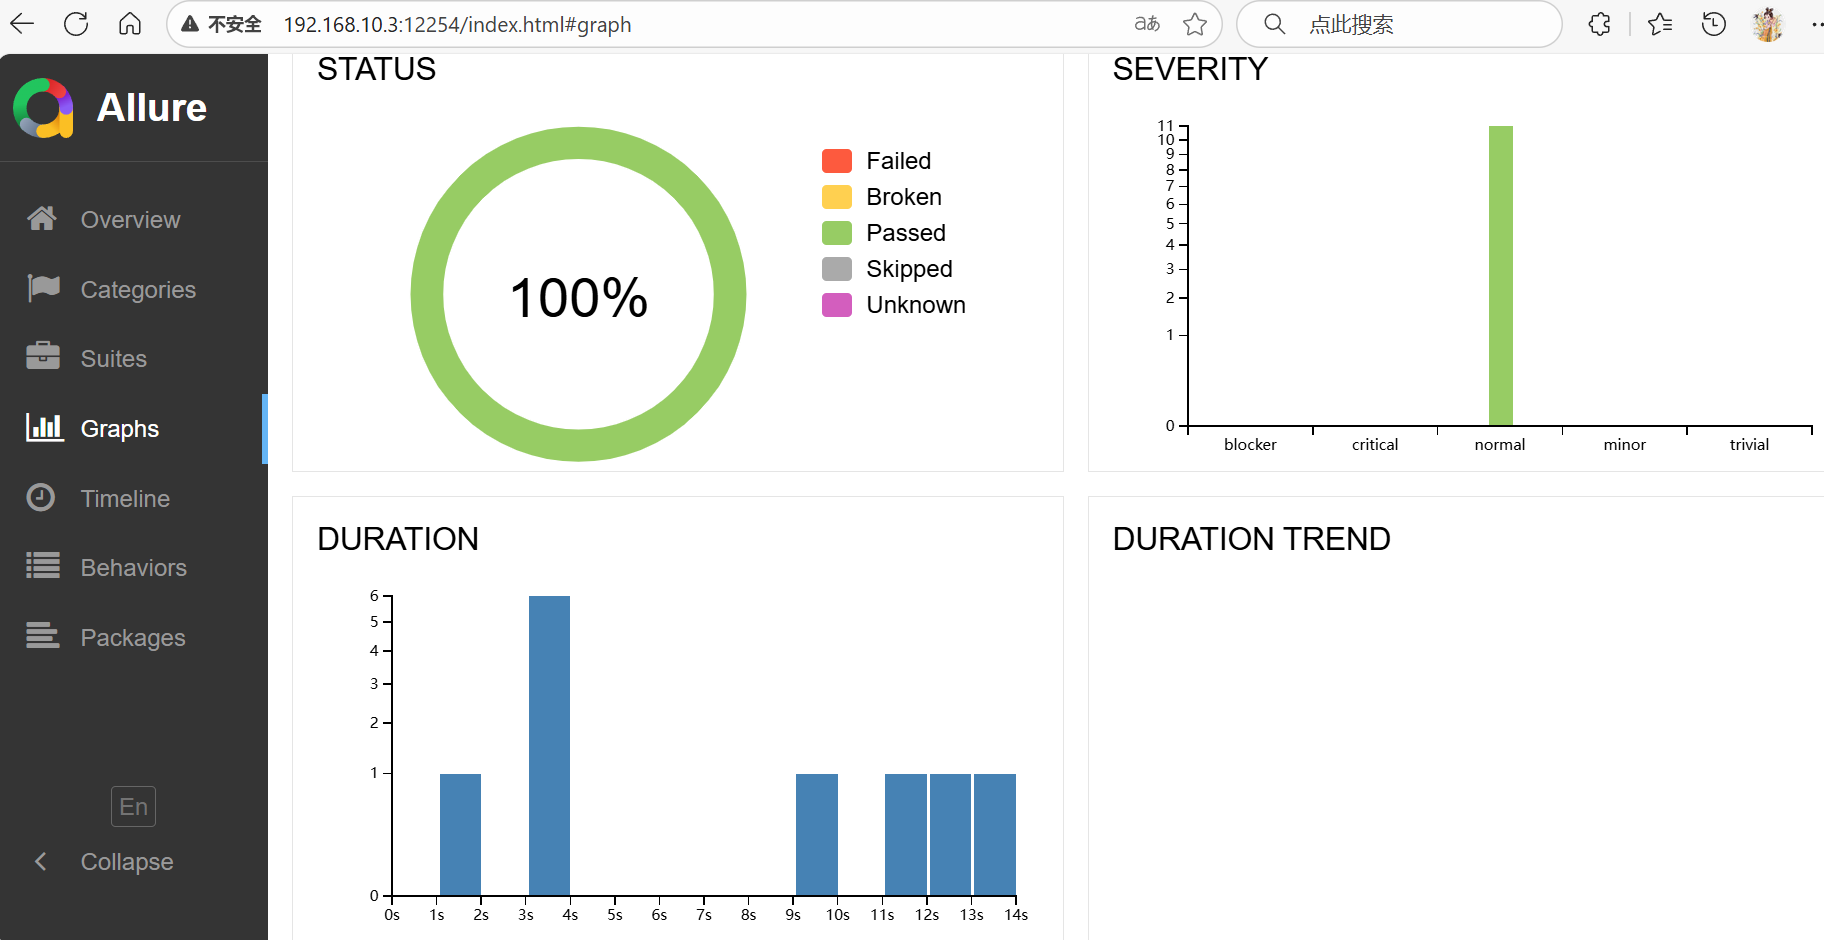 不安全 192.168.10.3:12254/index.html#graph aあ 点此搜索
Allure
Overview
Categories
Suites
Graphs
Timeline
Behaviors
Packages
En
Collapse
STATUS
100%
Failed
Broken
Passed
Skipped
Unknown
SEVERITY
11
10
9
8
7
6
5
4
3
2
1
0
blocker critical normal minor trivial
DURATION
6
5
4
3
2
1
0
0s 1s 2s 3s 4s 5s 6s 7s 8s 9s 10s 11s 12s 13s 14s
DURATION TREND